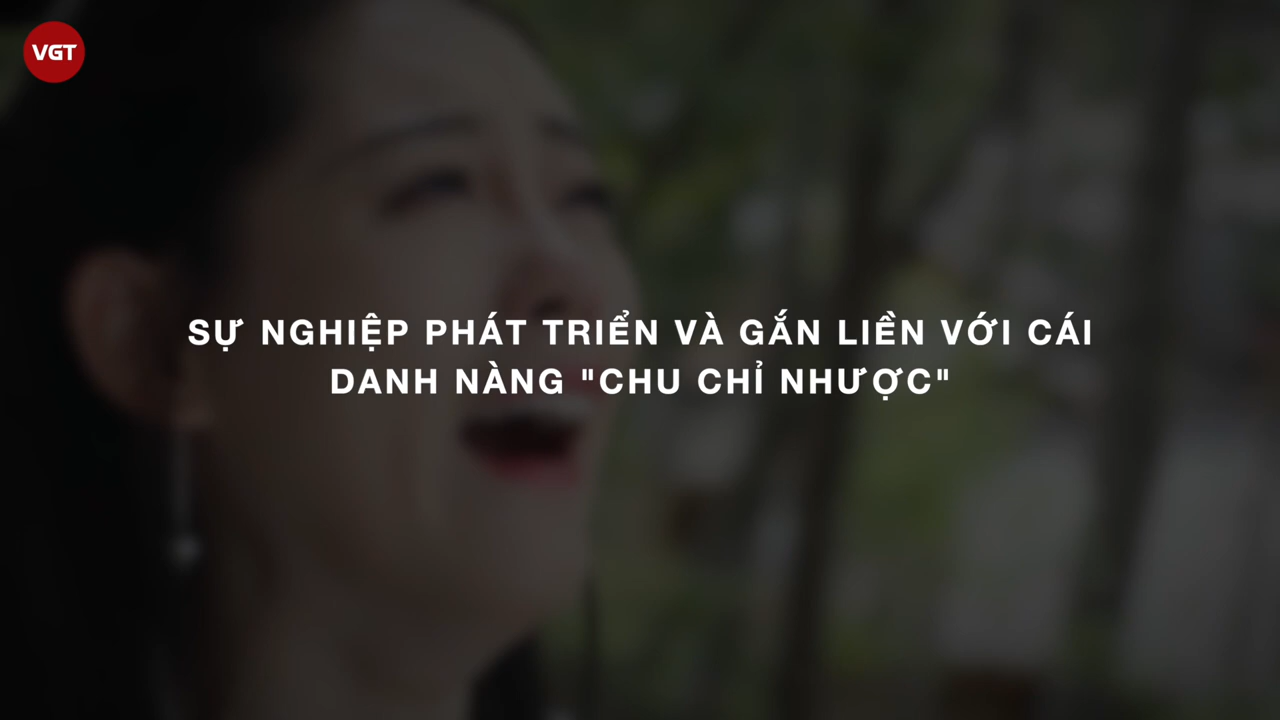 VGT
SỰ NGHIỆP PHÁT TRIỂN VÀ GẮN LIỀN VỚI CÁI
DANH NÀNG "CHU CHỈ NHƯỢC"